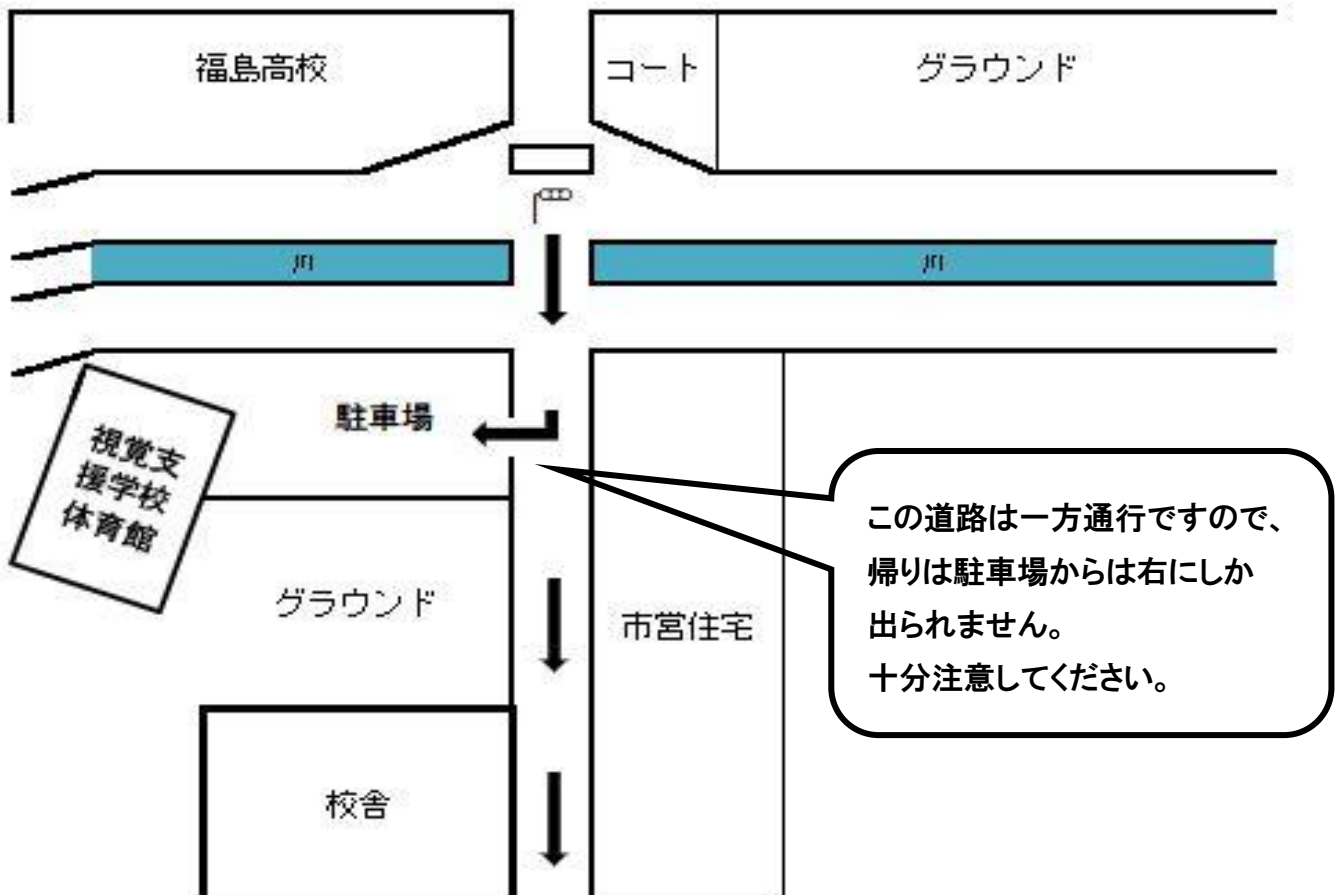 福島高校
コート
グラウンド
川
川
駐車場
視覚支
援学校
体育館
この道路は一方通行ですので、
帰りは駐車場からは右にしか
出られません。
十分注意してください。
グラウンド
市営住宅
校舎